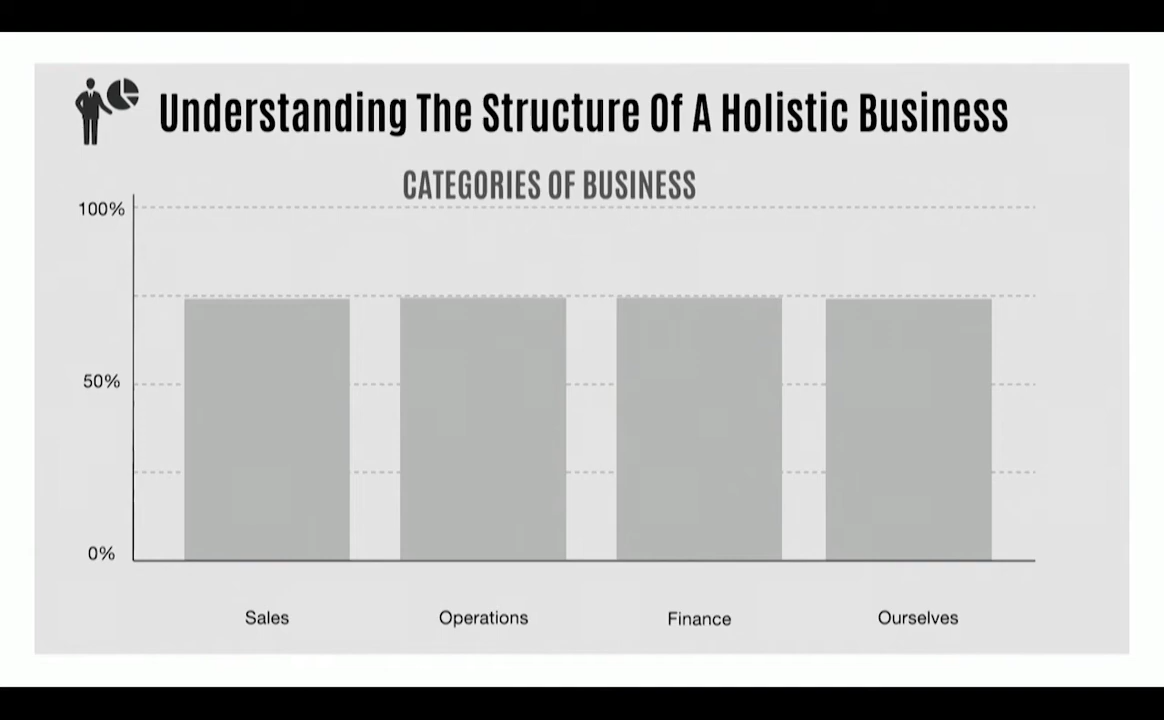 Understanding The Structure Of A Holistic Business
CATEGORIES OF BUSINESS
100%
50%
0%
Sales Operations Finance Ourselves